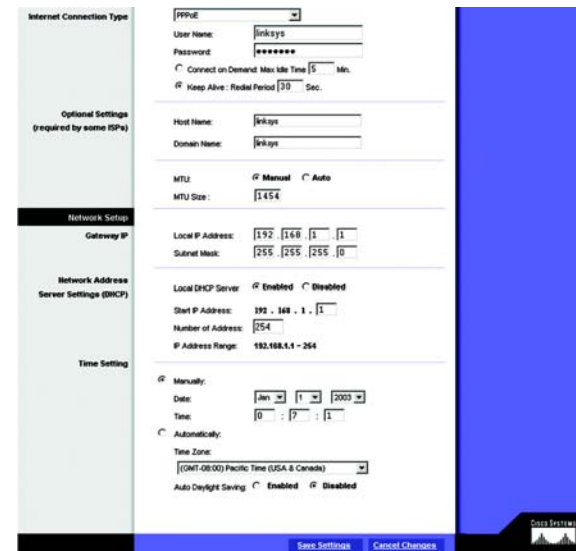 Internet Connection Type
PPPoE
User Name: linksys
Password:
Connect on Demand: Max Idle Time 5 Min.
Keep Alive : Redial Period 30 Sec.
Optional Settings
(required by some ISPs)
Host Name: linksys
Domain Name: linksys
MTU: Manual Auto
MTU Size : 1454
Network Setup
Gateway IP
Local IP Address: 192 . 168 . 1 . 1
Subnet Mask: 255 . 255 . 255 . 0
Network Address
Server Settings (DHCP)
Local DHCP Server Enabled Disabled
Start IP Address: 192 . 168 . 1 . 1
Number of Address: 254
IP Address Range: 192.168.1.1 ~ 254
Time Setting
Manually:
Date: Jan 1 2003
Time: 0 : 7 : 1
Automatically:
Time Zone:
(GMT-08:00) Pacific Time (USA & Canada)
Auto Daylight Saving: Enabled Disabled
Save Settings Cancel Changes
CISCO SYSTEMS